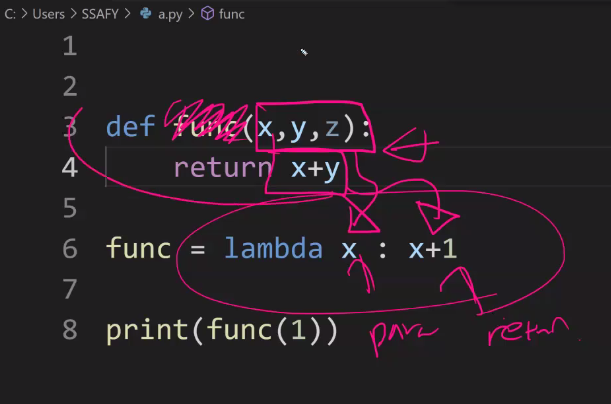 C: > Users > SSAFY > a.py > func
1
2
3 def func(x,y,z):
4 return x+y
5
6 func = lambda x : x+1
7
8 print(func(1))
para return